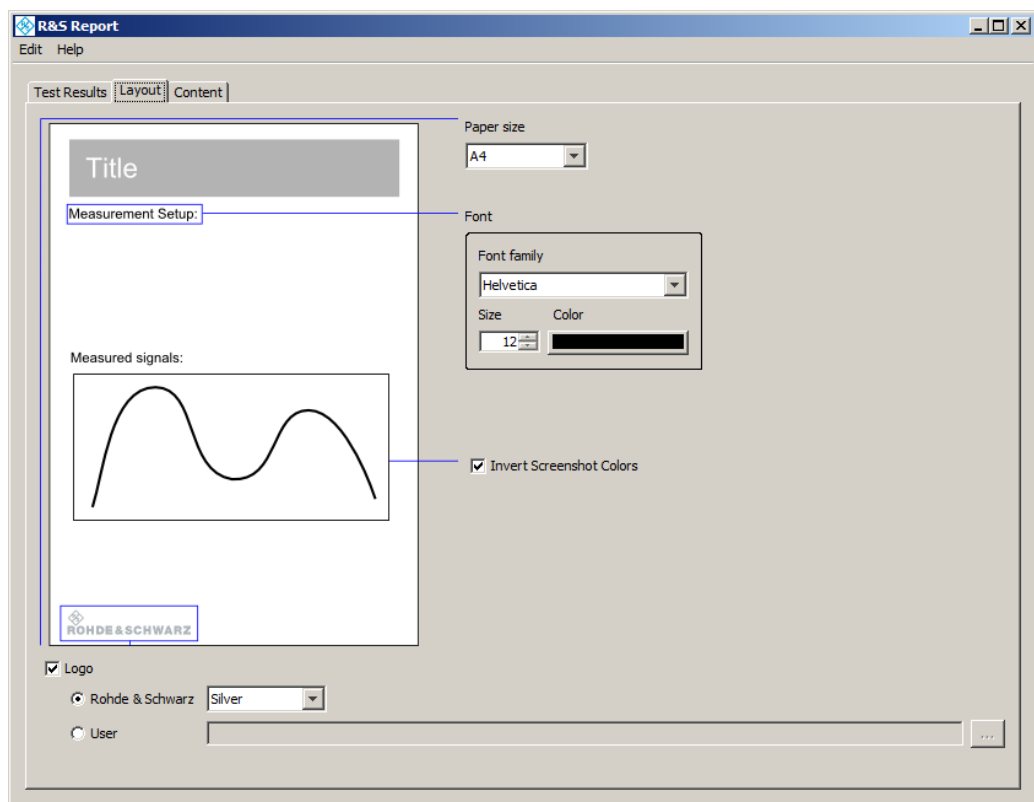 R&S Report
Edit Help
Test Results Layout Content
Paper size
A4
Title
Measurement Setup:
Font
Font family
Helvetica
Size Color
12
Measured signals:
Invert Screenshot Colors
ROHDE&SCHWARZ
Logo
Rohde & Schwarz Silver
User ...